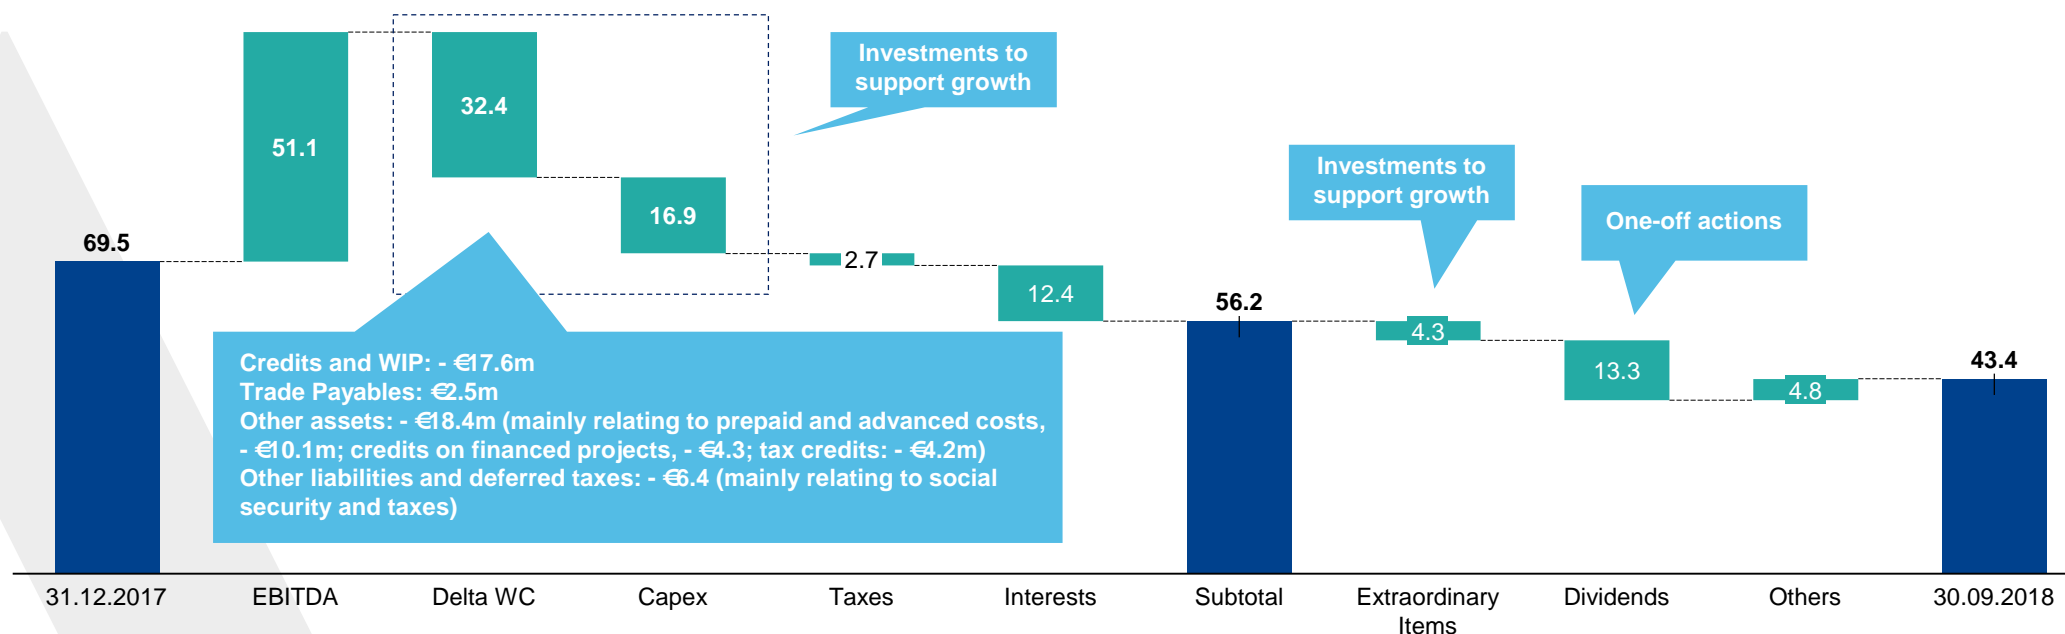 Investments to
support growth
32.4
51.1
Investments to
support growth
16.9
One-off actions
69.5
2.7
12.4
56.2
4.3
13.3
4.8
43.4
Credits and WIP: - €17.6m
Trade Payables: €2.5m
Other assets: - €18.4m (mainly relating to prepaid and advanced costs,
- €10.1m; credits on financed projects, - €4.3; tax credits: - €4.2m)
Other liabilities and deferred taxes: - €6.4 (mainly relating to social
security and taxes)
31.12.2017
EBITDA
Delta WC
Capex
Taxes
Interests
Subtotal
Extraordinary
Items
Dividends
Others
30.09.2018